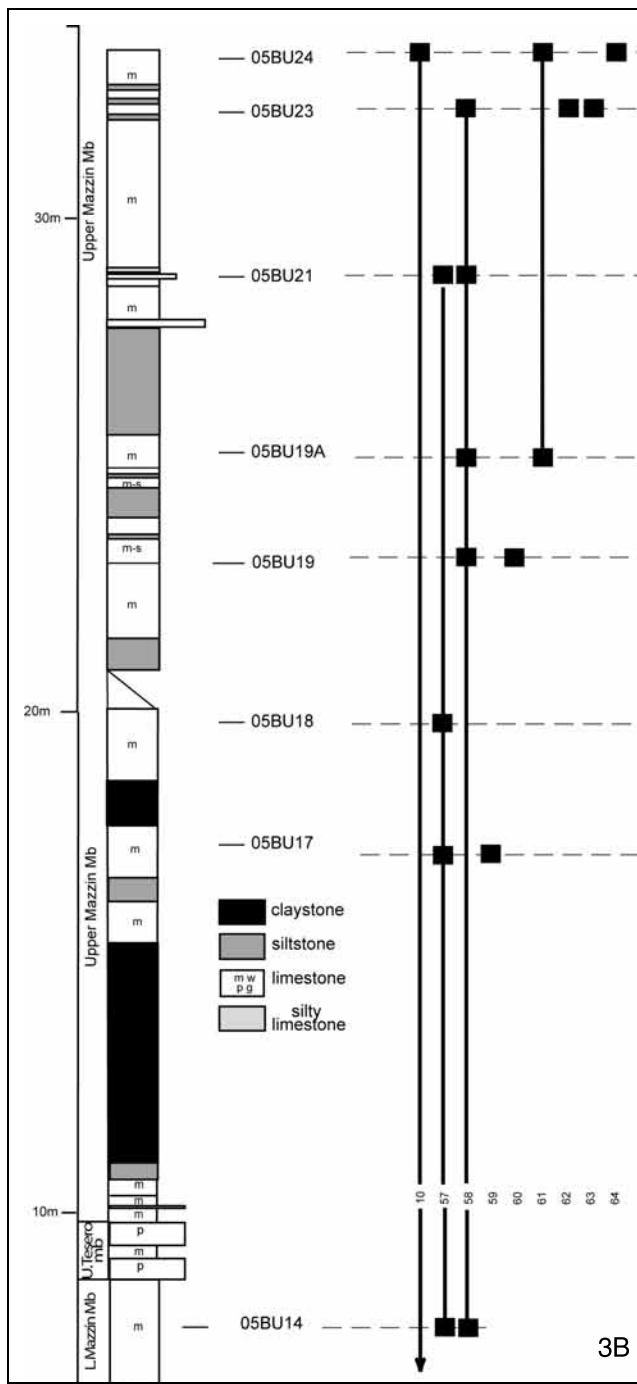 m
05BU24
05BU23
Upper Mazzin Mb
m
30m
05BU21
m
05BU19A
m
m-s
m-s
05BU19
m
20m
05BU18
m
05BU17
m
Upper Mazzin Mb
claystone
m
siltstone
m w
p g
limestone
silty
limestone
10 57 58 59 60 61 62 63 64
m
m
10m
m
U.Tesero
mb
p
m
p
L.Mazzin Mb
m
05BU14
3B